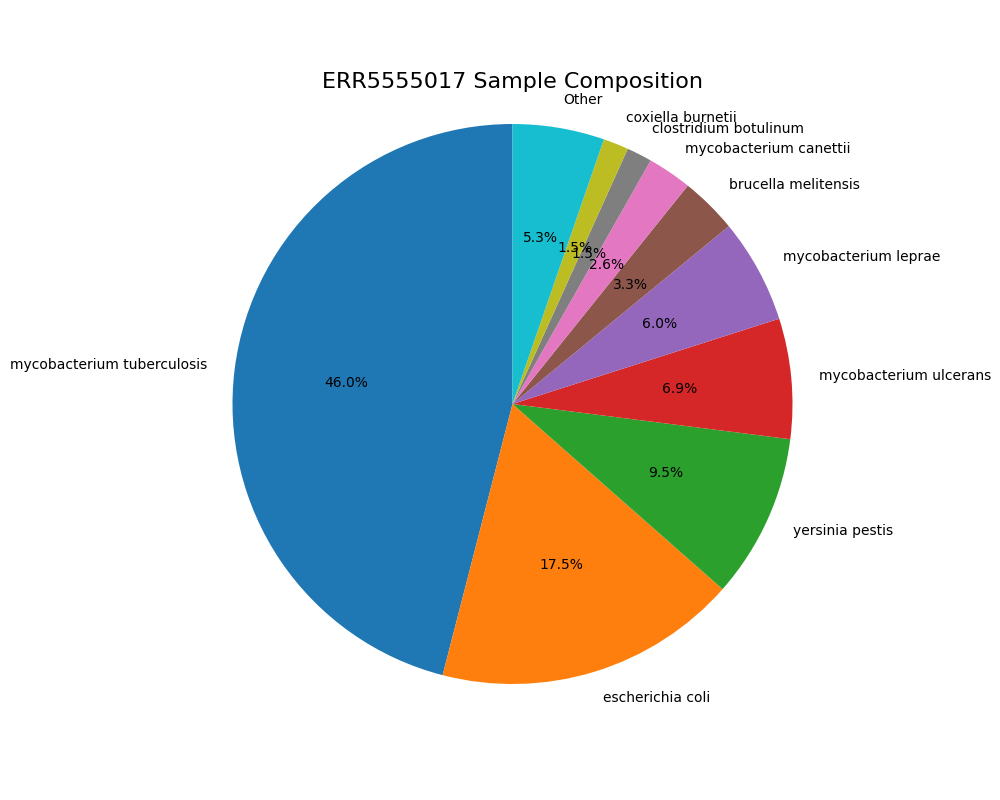 ERR5555017 Sample Composition
Other
coxiella burnetii
clostridium botulinum
mycobacterium canettii
brucella melitensis
mycobacterium leprae
mycobacterium ulcerans
yersinia pestis
escherichia coli
mycobacterium tuberculosis
5.3%
1.5%
1.5%
2.6%
3.3%
6.0%
6.9%
9.5%
17.5%
46.0%